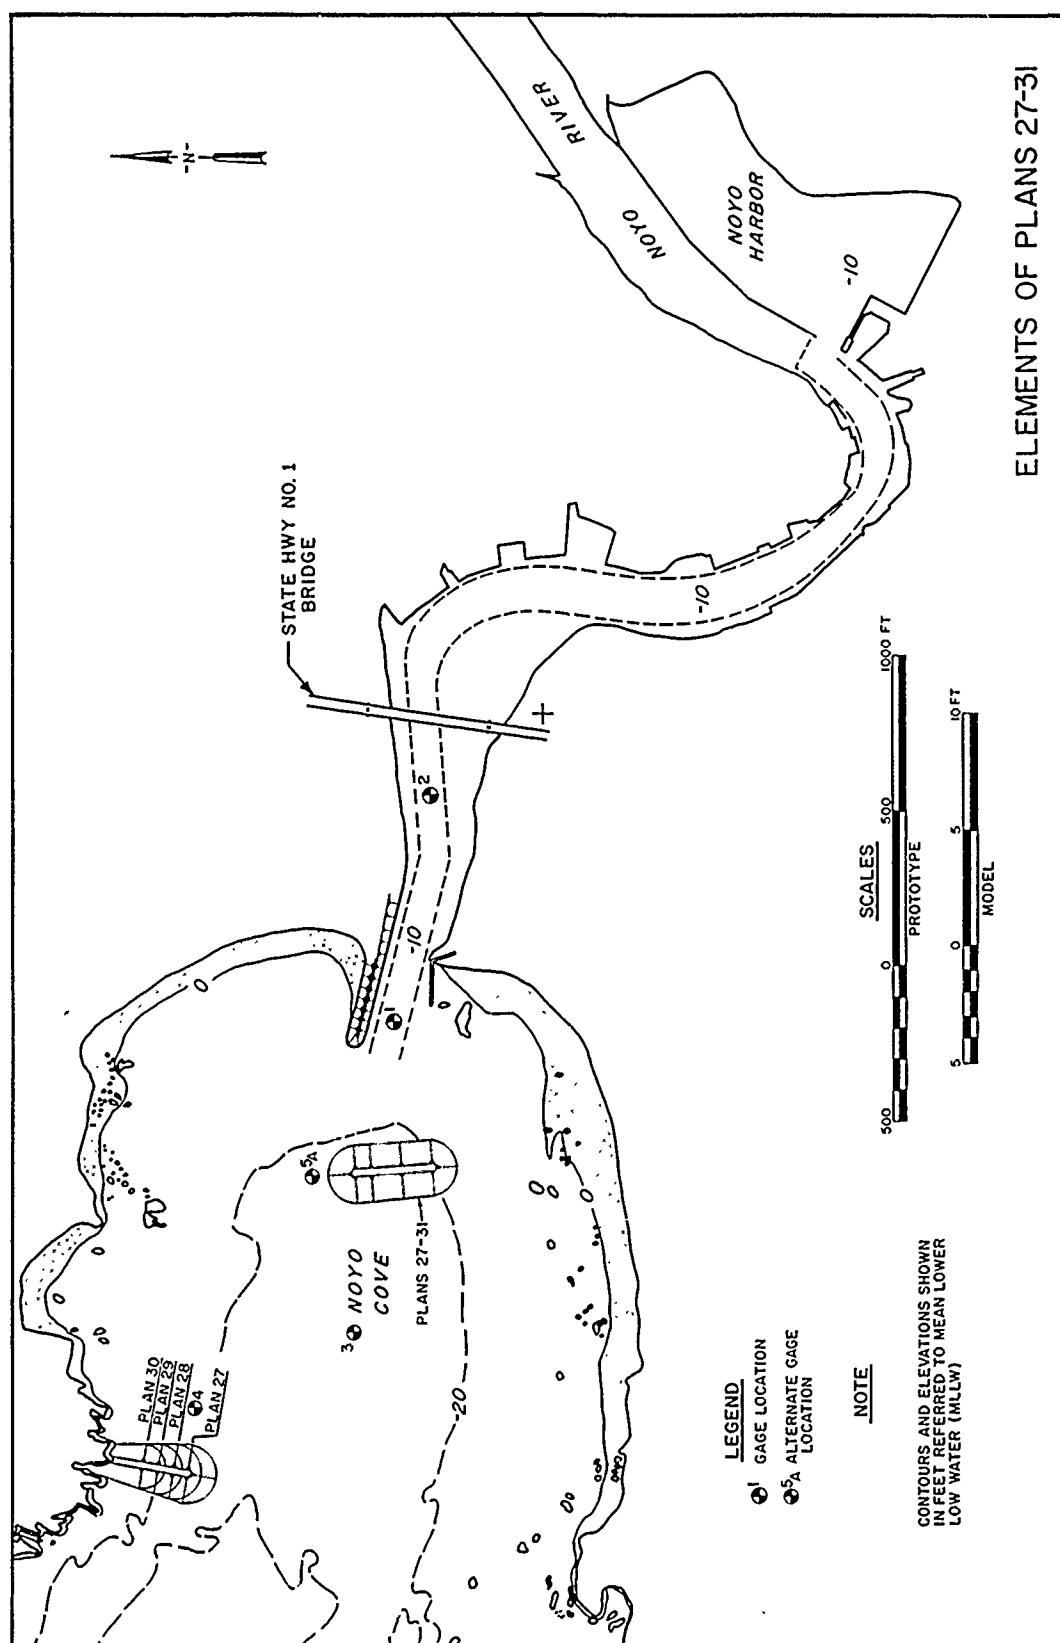 -N-
STATE HWY NO. 1
BRIDGE
NOYO
RIVER
NOYO
HARBOR
-10
-10
-10
2
1
0
5A
3
NOYO
COVE
PLANS 27-31
PLAN 30
PLAN 29
PLAN 28
4
PLAN 27
-20
0
LEGEND
1 GAGE LOCATION
5A ALTERNATE GAGE
LOCATION
NOTE
CONTOURS AND ELEVATIONS SHOWN
IN FEET REFERRED TO MEAN LOWER
LOW WATER (MLLW)
SCALES
500 0 500 1000 FT
PROTOTYPE
5 0 5 10 FT
MODEL
ELEMENTS OF PLANS 27-31